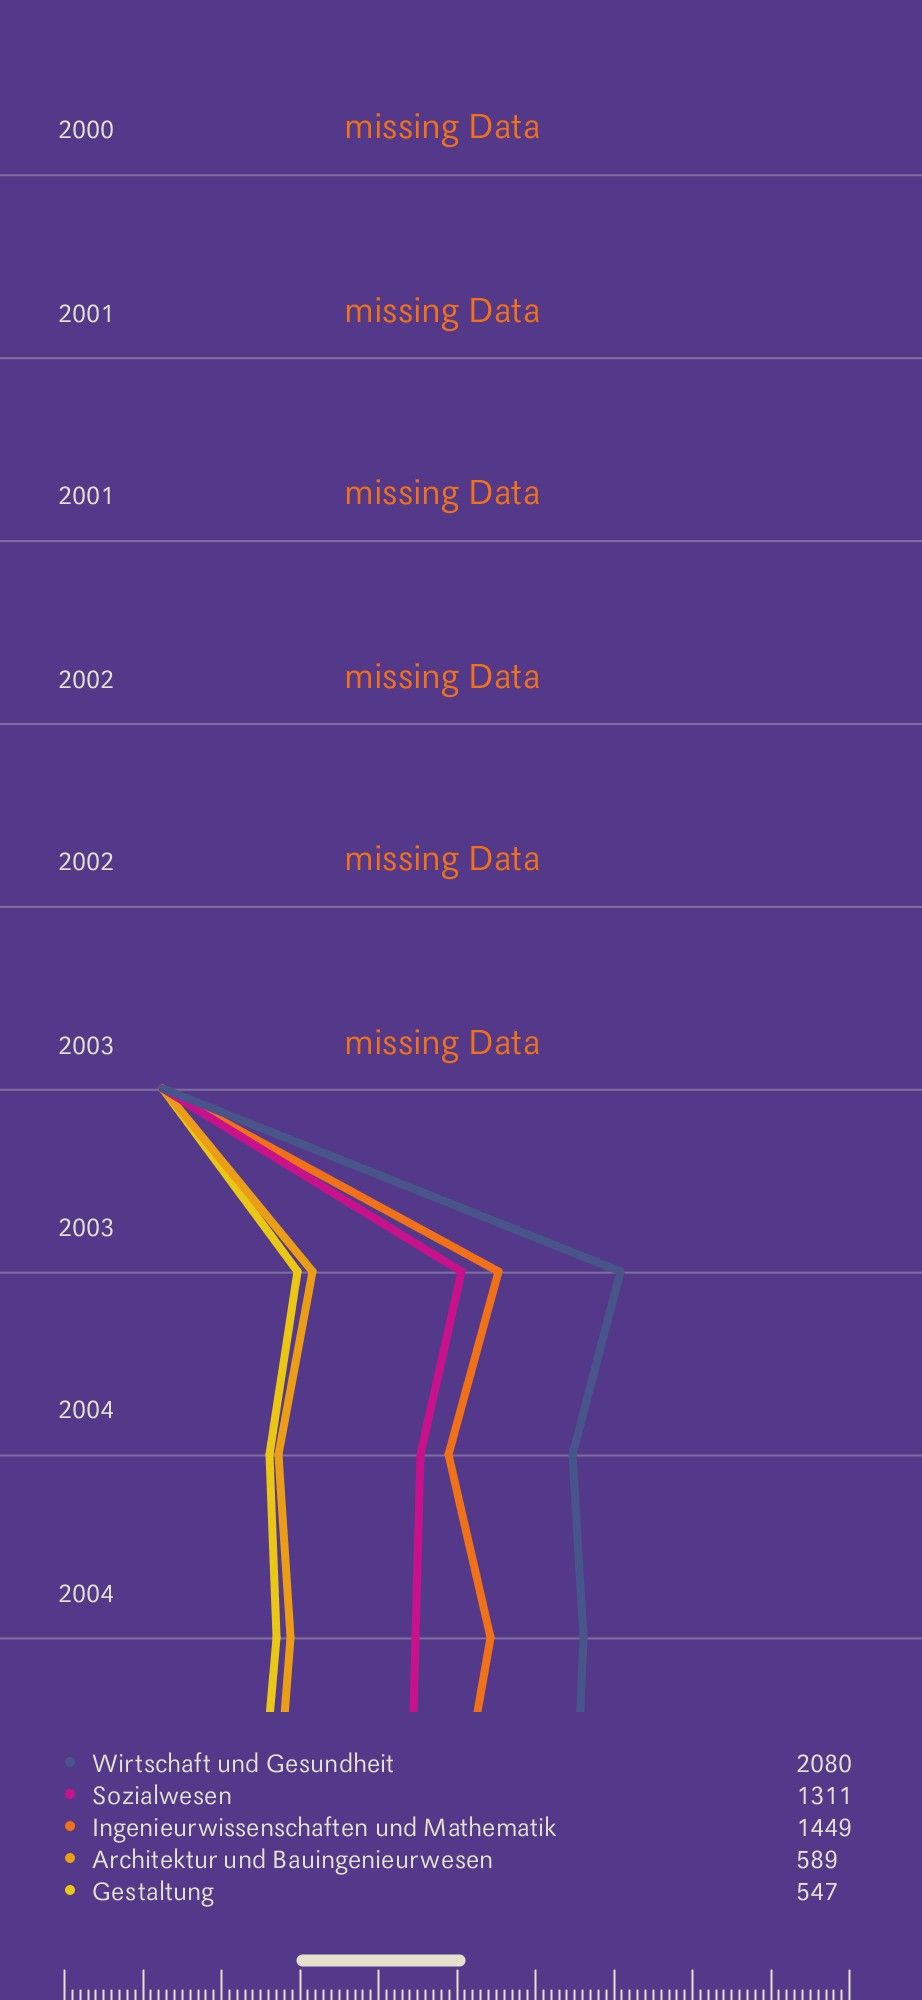 2000 missing Data
2001 missing Data
2001 missing Data
2002 missing Data
2002 missing Data
2003 missing Data
2003
2004
2004
Wirtschaft und Gesundheit 2080
Sozialwesen 1311
Ingenieurwissenschaften und Mathematik 1449
Architektur und Bauingenieurwesen 589
Gestaltung 547